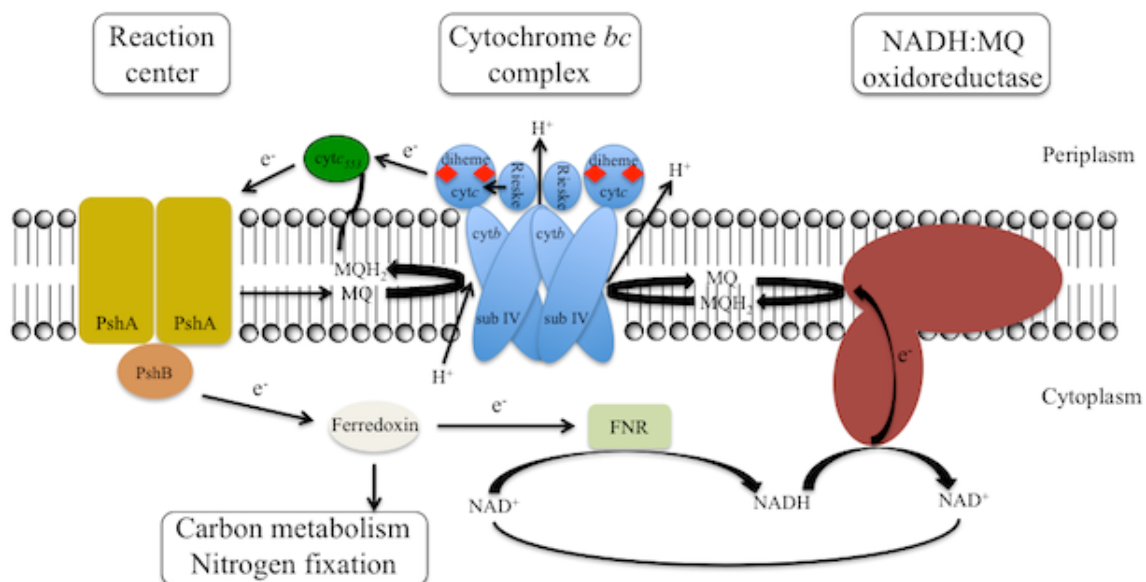 Reaction
center
Cytochrome bc
complex
NADH:MQ
oxidoreductase
H⁺
e⁻
cytc₅₅₃
e⁻
diheme
cytc
Rieske
Rieske
diheme
cytc
H⁺
Periplasm
cytb
cytb
MQH₂
MQ
MQ
MQH₂
PshA
PshA
sub IV
sub IV
e⁻
PshB
H⁺
e⁻
Cytoplasm
Ferredoxin
e⁻
FNR
NAD⁺
NADH
NAD⁺
Carbon metabolism
Nitrogen fixation